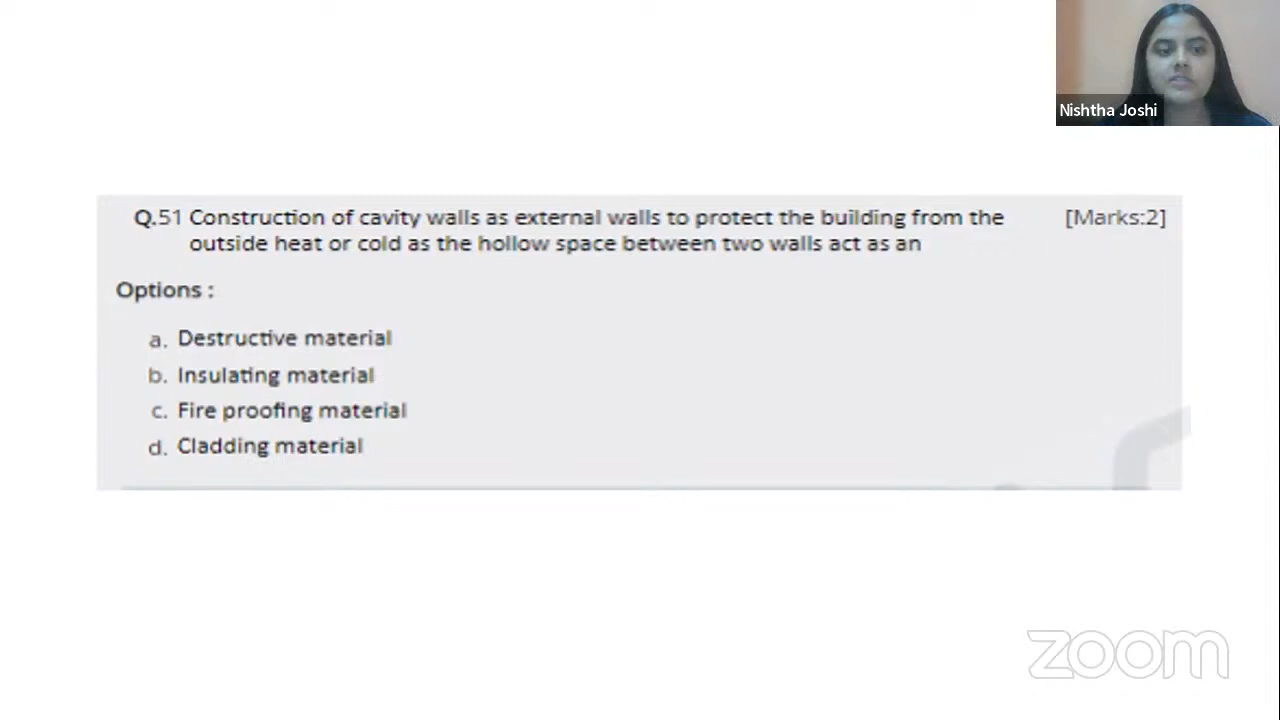 Nishtha Joshi
Q.51 Construction of cavity walls as external walls to protect the building from the [Marks:2]
outside heat or cold as the hollow space between two walls act as an
Options :
a. Destructive material
b. Insulating material
c. Fire proofing material
d. Cladding material
zoom